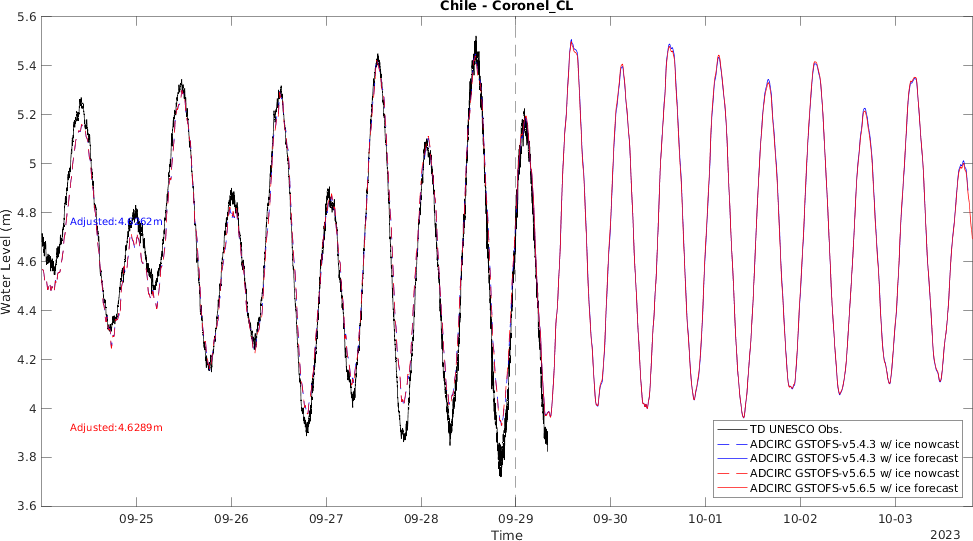 Chile - Coronel_CL
5.6
5.4
5.2
5
4.8
4.6
4.4
4.2
4
3.8
3.6
Water Level (m)
Adjusted:4.6262m
Adjusted:4.6289m
TD UNESCO Obs.
ADCIRC GSTOFS-v5.4.3 w/ ice nowcast
ADCIRC GSTOFS-v5.4.3 w/ ice forecast
ADCIRC GSTOFS-v5.6.5 w/ ice nowcast
ADCIRC GSTOFS-v5.6.5 w/ ice forecast
09-25 09-26 09-27 09-28 09-29 09-30 10-01 10-02 10-03
Time
2023